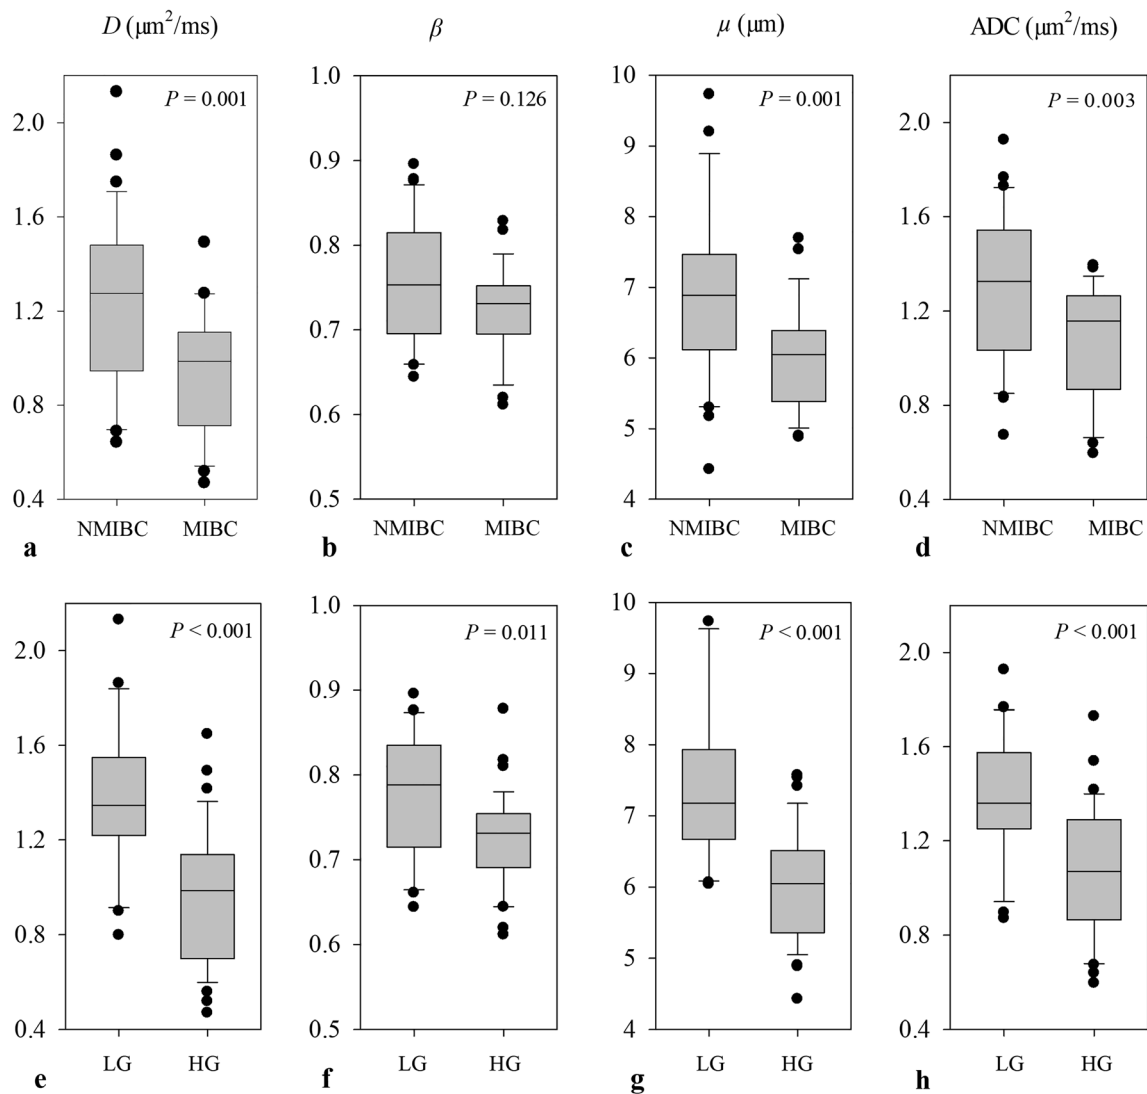 D (µm²/ms) β µ (µm) ADC (µm²/ms)
P = 0.001 P = 0.126 P = 0.001 P = 0.003
2.0 1.6 1.2 0.8 0.4
1.0 0.9 0.8 0.7 0.6 0.5
10 9 8 7 6 5 4
2.0 1.6 1.2 0.8 0.4
NMIBC MIBC NMIBC MIBC NMIBC MIBC NMIBC MIBC
a b c d
P < 0.001 P = 0.011 P < 0.001 P < 0.001
2.0 1.6 1.2 0.8 0.4
1.0 0.9 0.8 0.7 0.6 0.5
10 9 8 7 6 5 4
2.0 1.6 1.2 0.8 0.4
LG HG LG HG LG HG LG HG
e f g h